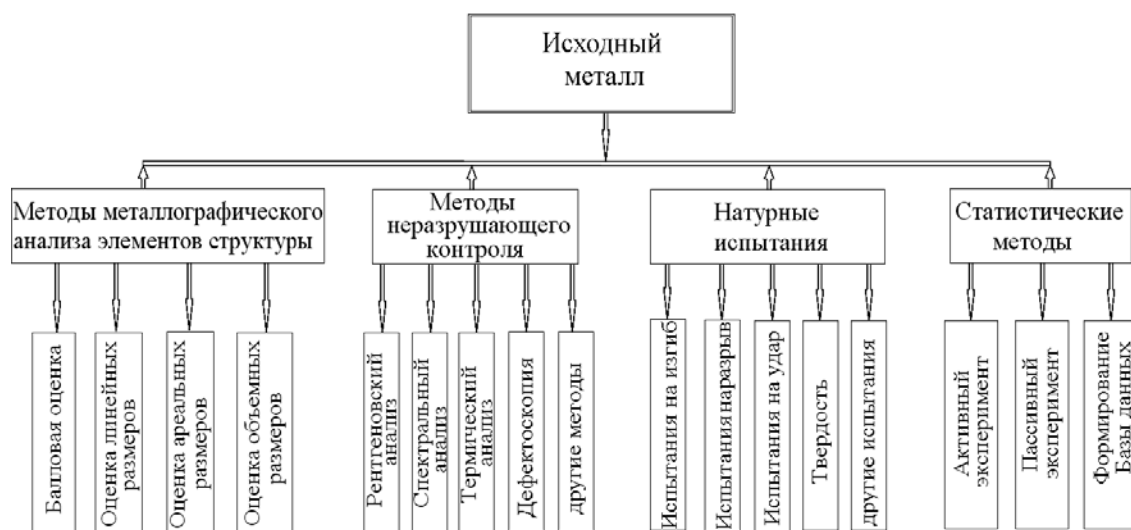 Исходный
металл
Методы металлографического
анализа элементов структуры
Методы
неразрушающего
контроля
Натурные
испытания
Статистические
методы
Балловая оценка
Оценка линейных
размеров
Оценка ареальных
размеров
Оценка объемных
размеров
Рентгеновский
анализ
Спектральный
анализ
Термический
анализ
Дефектоскопия
другие методы
Испытания на изгиб
Испытания наразрыв
Испытания на удар
Твердость
другие испытания
Активный
эксперимент
Пассивный
эксперимент
Формирование
Базы данных